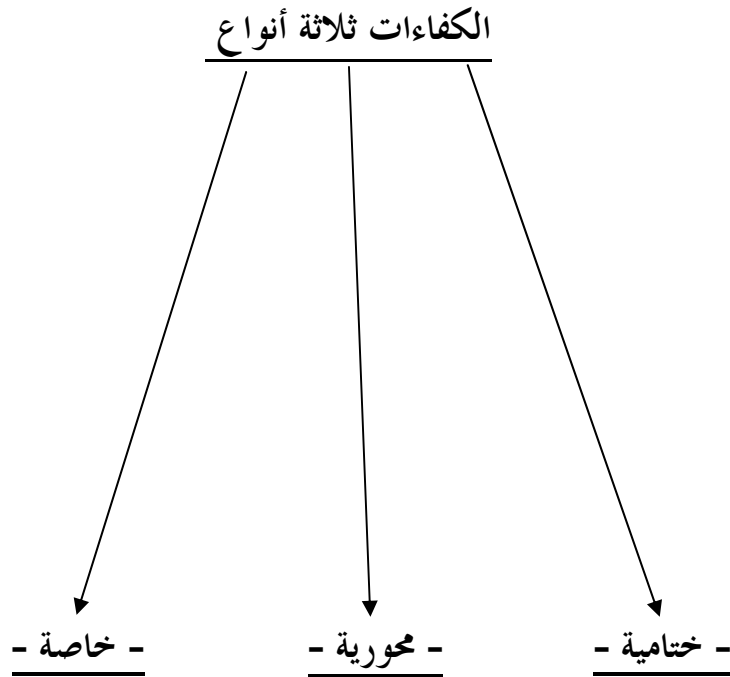 الكفاءات ثلاثة أنواع
- ختامية -
- محورية -
- خاصة -